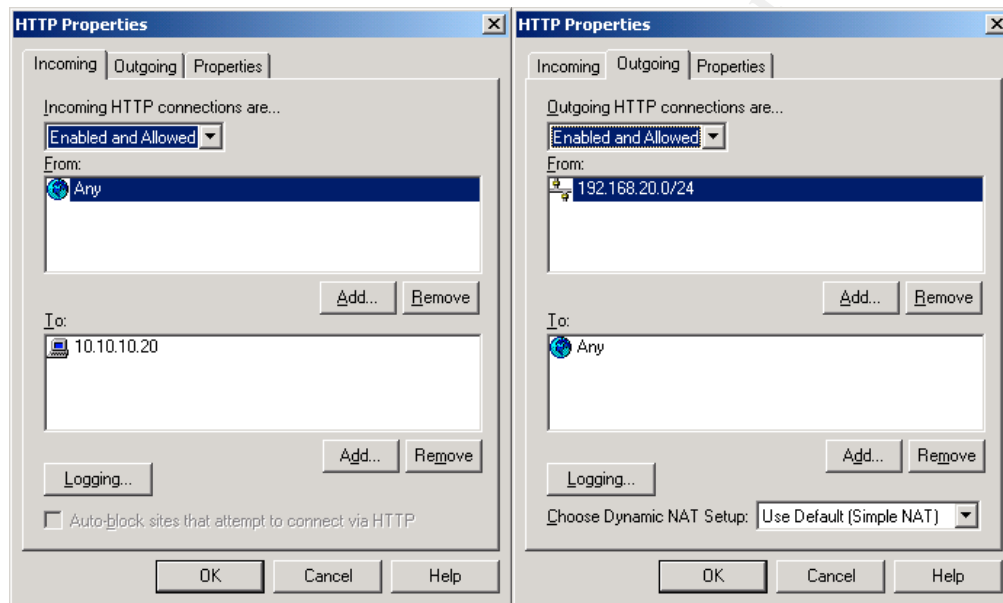 HTTP Properties
Incoming Outgoing Properties
Incoming HTTP connections are...
Enabled and Allowed
From:
Any
Add... Remove
To:
10.10.10.20
Add... Remove
Logging...
Auto-block sites that attempt to connect via HTTP
OK Cancel Help
HTTP Properties
Incoming Outgoing Properties
Outgoing HTTP connections are...
Enabled and Allowed
From:
192.168.20.0/24
Add... Remove
To:
Any
Add... Remove
Logging...
Choose Dynamic NAT Setup: Use Default (Simple NAT)
OK Cancel Help